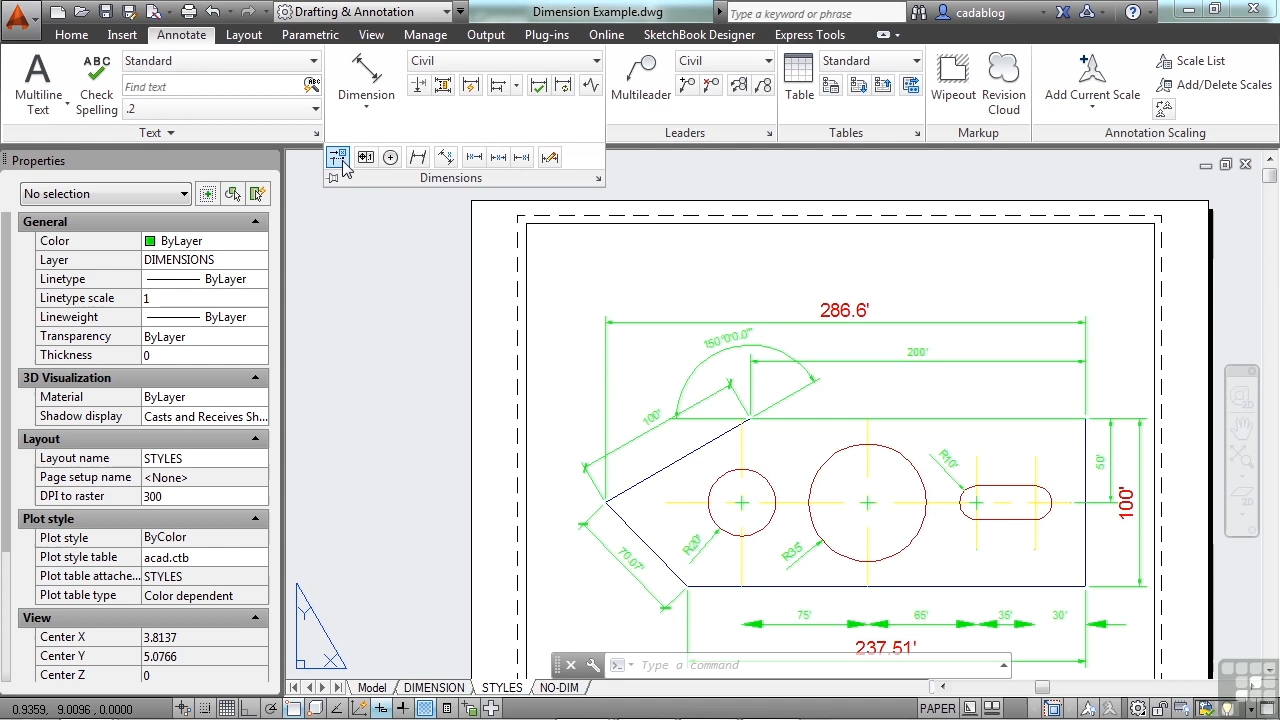 Drafting & Annotation
Dimension Example.dwg
Type a keyword or phrase
cadablog
Home Insert Annotate Layout Parametric View Manage Output Plug-ins Online SketchBook Designer Express Tools
A ABC
Multiline Text
Check Spelling
Standard
Find text
.2
Dimension
Civil
Multileader
Civil
Table
Standard
Wipeout
Revision Cloud
Add Current Scale
Scale List
Add/Delete Scales
Text
Leaders
Tables
Markup
Annotation Scaling
Dimensions
Properties
No selection
General
Color ByLayer
Layer DIMENSIONS
Linetype ByLayer
Linetype scale 1
Lineweight ByLayer
Transparency ByLayer
Thickness 0
3D Visualization
Material ByLayer
Shadow display Casts and Receives Sh...
Layout
Layout name STYLES
Page setup name <None>
DPI to raster 300
Plot style
Plot style ByColor
Plot style table acad.ctb
Plot table attache... STYLES
Plot table type Color dependent
View
Center X 3.8137
Center Y 5.0766
Center Z 0
286.6'
150°0'0.0"
200'
100'
R10'
50'
100'
R20'
R35'
70.07'
75' 65' 35' 30'
237.51'
Y
X
Type a command
Model DIMENSION STYLES NO-DIM
0.9359, 9.0096, 0.0000
PAPER